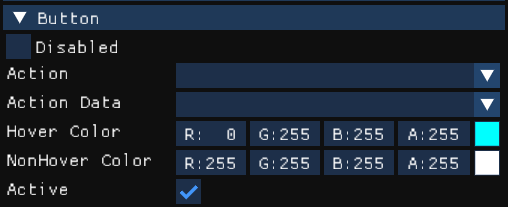 Button
Disabled
Action
Action Data
Hover Color R: 0 G:255 B:255 A:255
NonHover Color R:255 G:255 B:255 A:255
Active